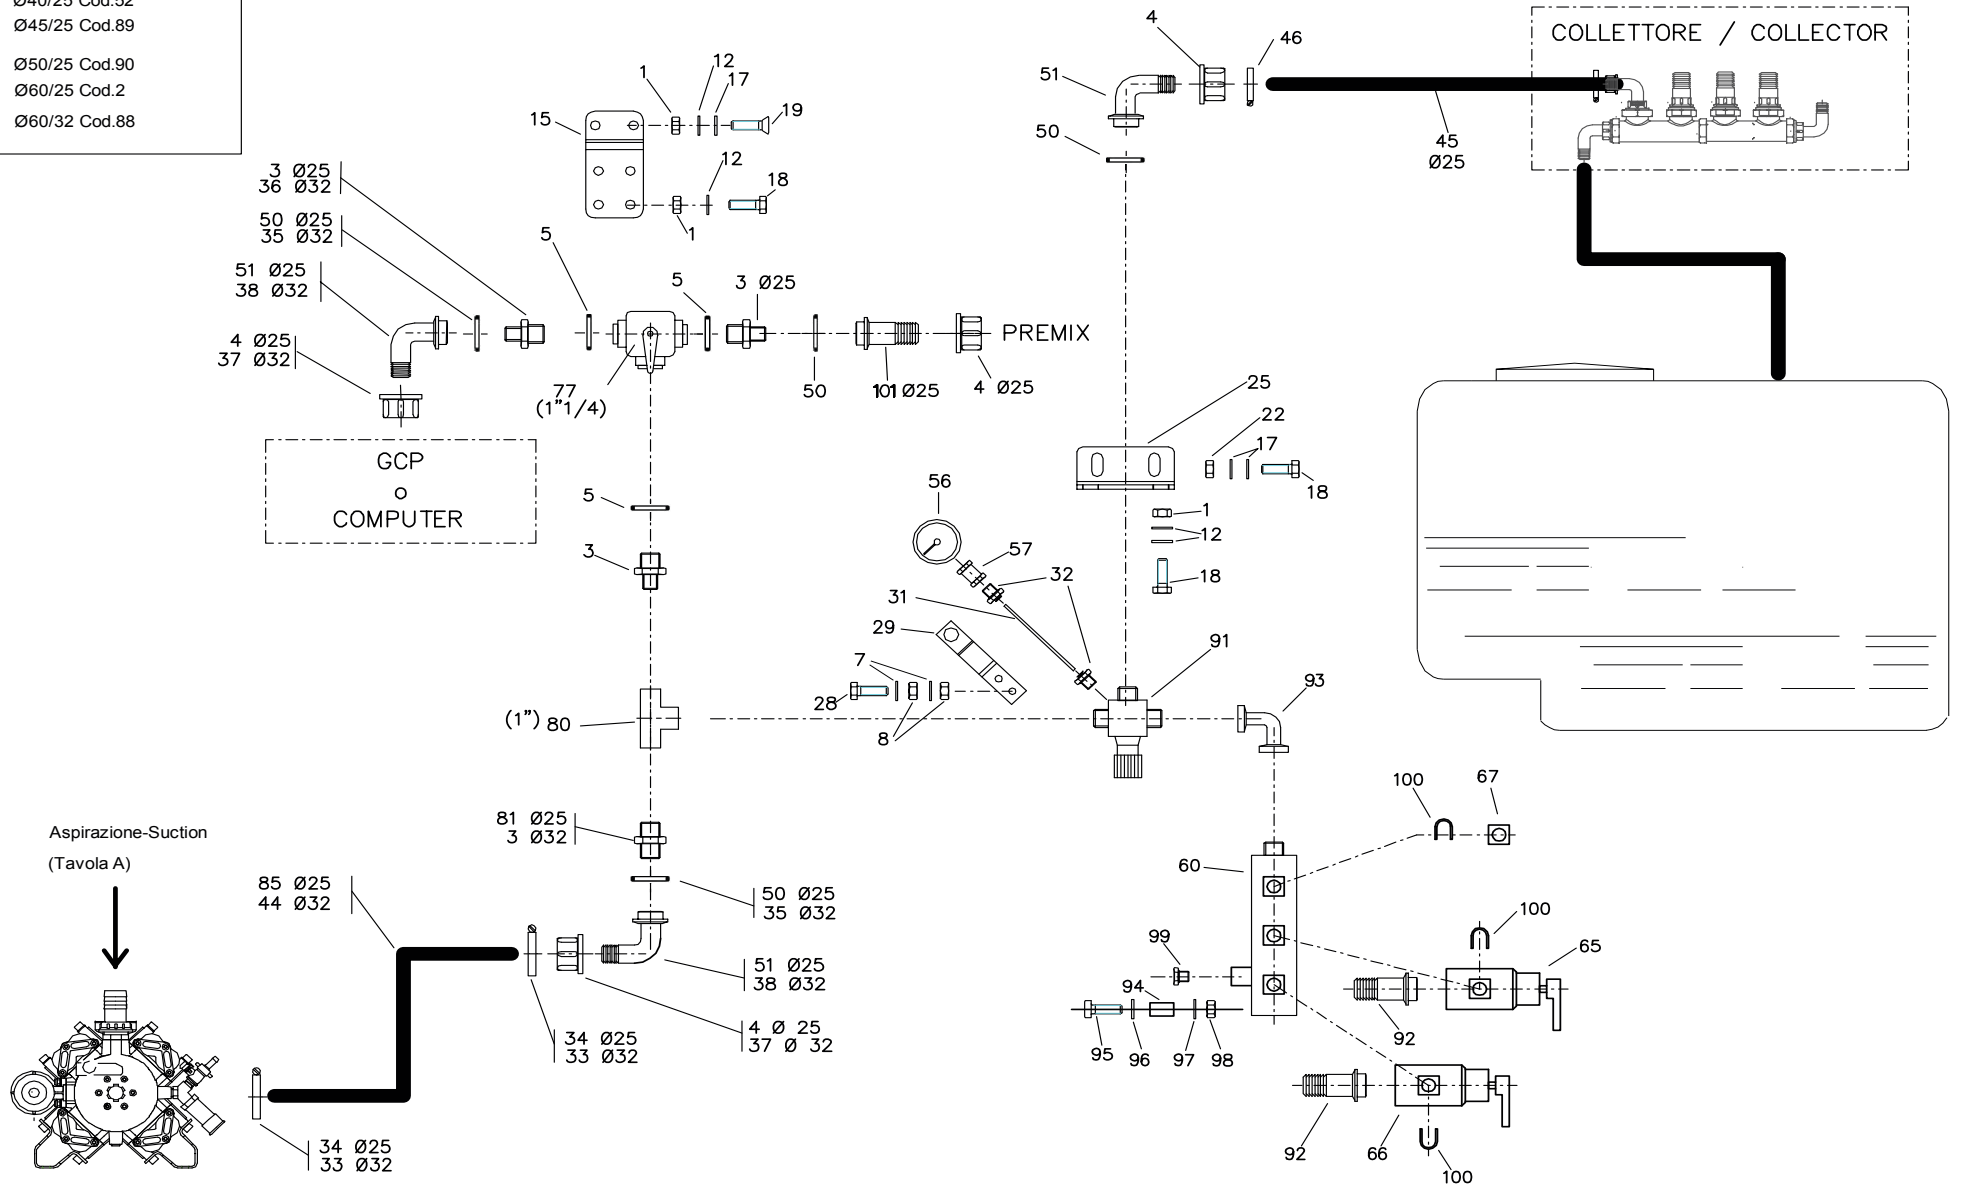 Ø40/25 Cod.52
Ø45/25 Cod.89
Ø50/25 Cod.90
Ø60/25 Cod.2
Ø60/32 Cod.88
COLLETTORE / COLLECTOR
4
46
51
50
45
Ø25
1
12
17
19
15
12
18
1
3 Ø25
36 Ø32
50 Ø25
35 Ø32
51 Ø25
38 Ø32
4 Ø25
37 Ø32
5
5
3 Ø25
PREMIX
77
(1"1/4)
50
101 Ø25
4 Ø25
GCP
o
COMPUTER
25
22
17
18
1
12
18
5
3
56
57
32
31
29
7
28
8
91
93
(1") 80
81 Ø25
3 Ø32
50 Ø25
35 Ø32
51 Ø25
38 Ø32
4 Ø 25
37 Ø 32
34 Ø25
33 Ø32
85 Ø25
44 Ø32
Aspirazione-Suction
(Tavola A)
34 Ø25
33 Ø32
100
67
60
100
65
99
94
95
96
97
98
92
92
66
100